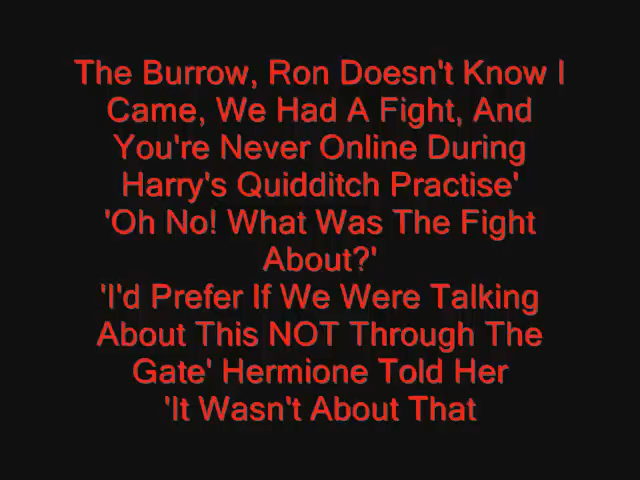 The Burrow, Ron Doesn't Know I
Came, We Had A Fight, And
You're Never Online During
Harry's Quidditch Practise'
'Oh No! What Was The Fight
About?'
'I'd Prefer If We Were Talking
About This NOT Through The
Gate' Hermione Told Her
'It Wasn't About That